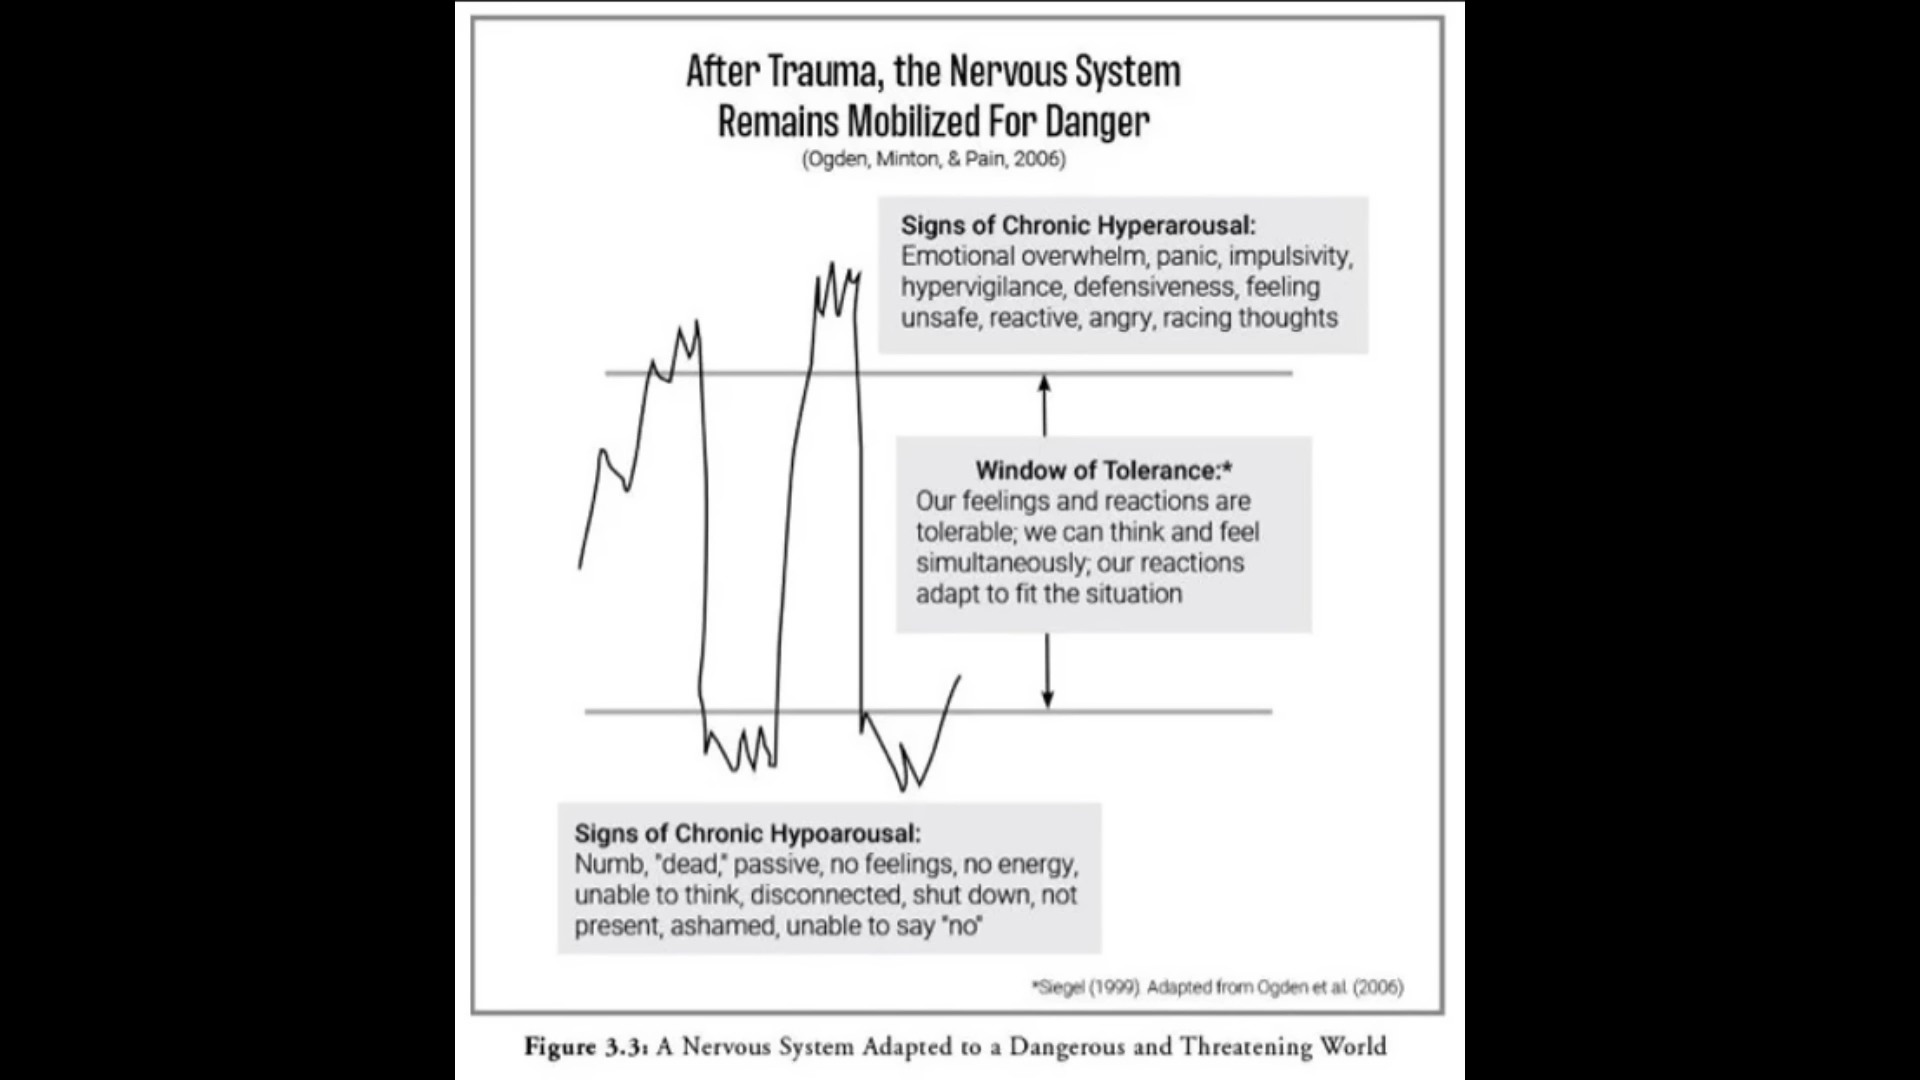 After Trauma, the Nervous System
Remains Mobilized For Danger
(Ogden, Minton, & Pain, 2006)
Signs of Chronic Hyperarousal:
Emotional overwhelm, panic, impulsivity,
hypervigilance, defensiveness, feeling
unsafe, reactive, angry, racing thoughts
Window of Tolerance:*
Our feelings and reactions are
tolerable; we can think and feel
simultaneously; our reactions
adapt to fit the situation
Signs of Chronic Hypoarousal:
Numb, "dead," passive, no feelings, no energy,
unable to think, disconnected, shut down, not
present, ashamed, unable to say "no"
*Siegel (1999). Adapted from Ogden et al. (2006)
Figure 3.3: A Nervous System Adapted to a Dangerous and Threatening World